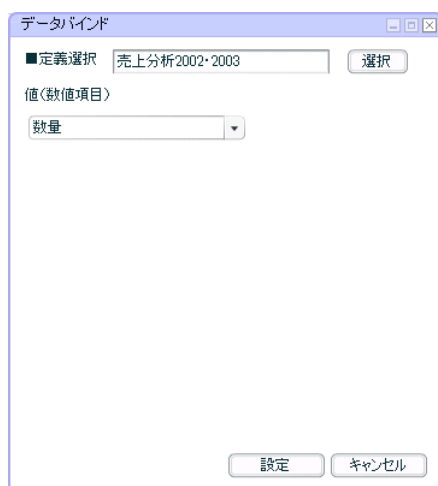 データバインド
■定義選択 売上分析2002・2003 選択
値(数値項目)
数量
設定 キャンセル